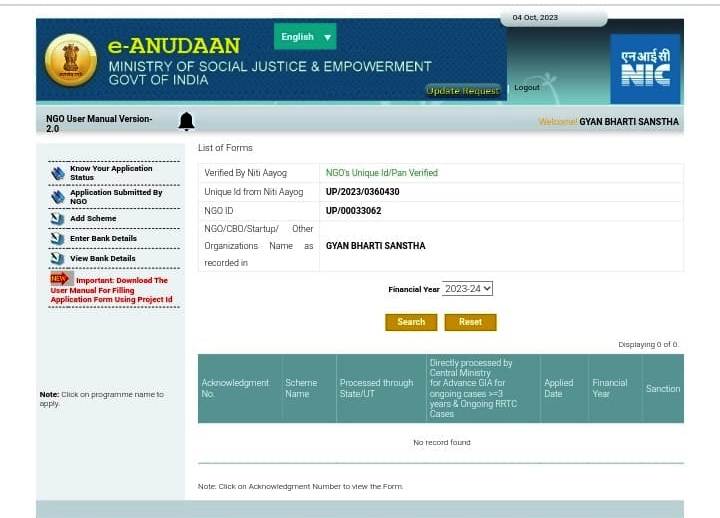 04 Oct, 2023
English
e-ANUDAAN
MINISTRY OF SOCIAL JUSTICE & EMPOWERMENT
GOVT OF INDIA
Update Request
Logout
एन आई सी
NIC
NGO User Manual Version-
2.0
Welcome! GYAN BHARTI SANSTHA
Know Your Application
Status
Application Submitted By
NGO
Add Scheme
Enter Bank Details
View Bank Details
NEW Important: Download The
User Manual For Filling
Application Form Using Project Id
Note: Click on programme name to
apply.
List of Forms
Verified By Niti Aayog NGO's Unique Id/Pan Verified
Unique Id from Niti Aayog UP/2023/0360430
NGO ID UP/00033062
NGO/CBO/Startup/ Other
Organizations Name as
recorded in
GYAN BHARTI SANSTHA
Financial Year 2023-24
Search Reset
Displaying 0 of 0.
Acknowledgment
No.
Scheme
Name
Processed through
State/UT
Directly processed by
Central Ministry
for Advance GIA for
ongoing cases >=3
years & Ongoing RRTC
Cases
Applied
Date
Financial
Year
Sanction
No record found
Note: Click on Acknowledgment Number to view the Form.